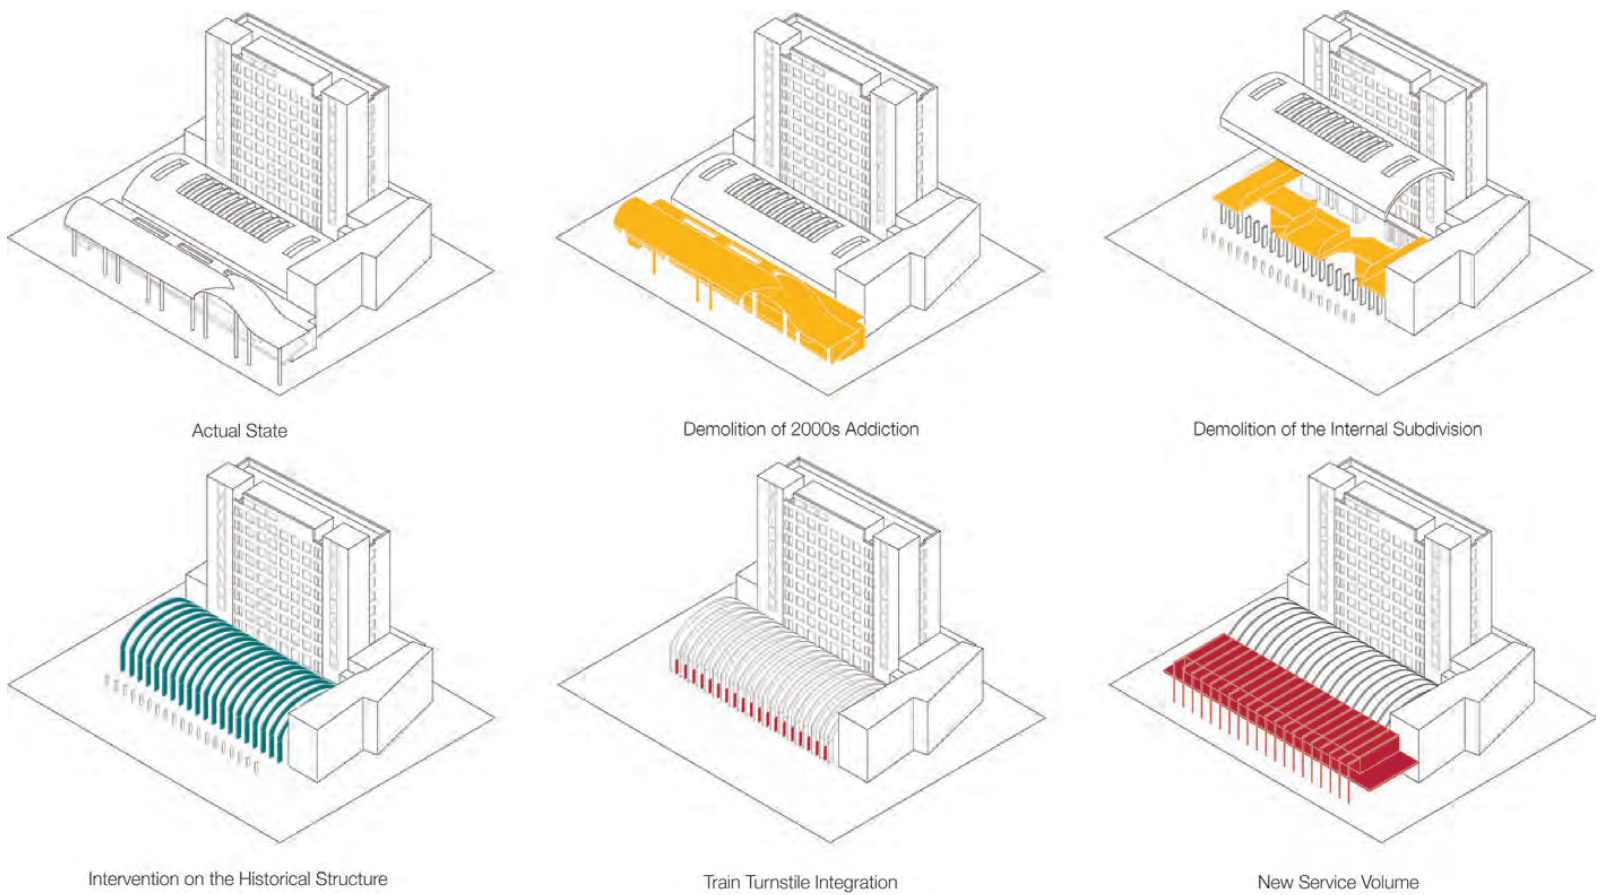 Actual State
Demolition of 2000s Addiction
Demolition of the Internal Subdivision
Intervention on the Historical Structure
Train Turnstile Integration
New Service Volume